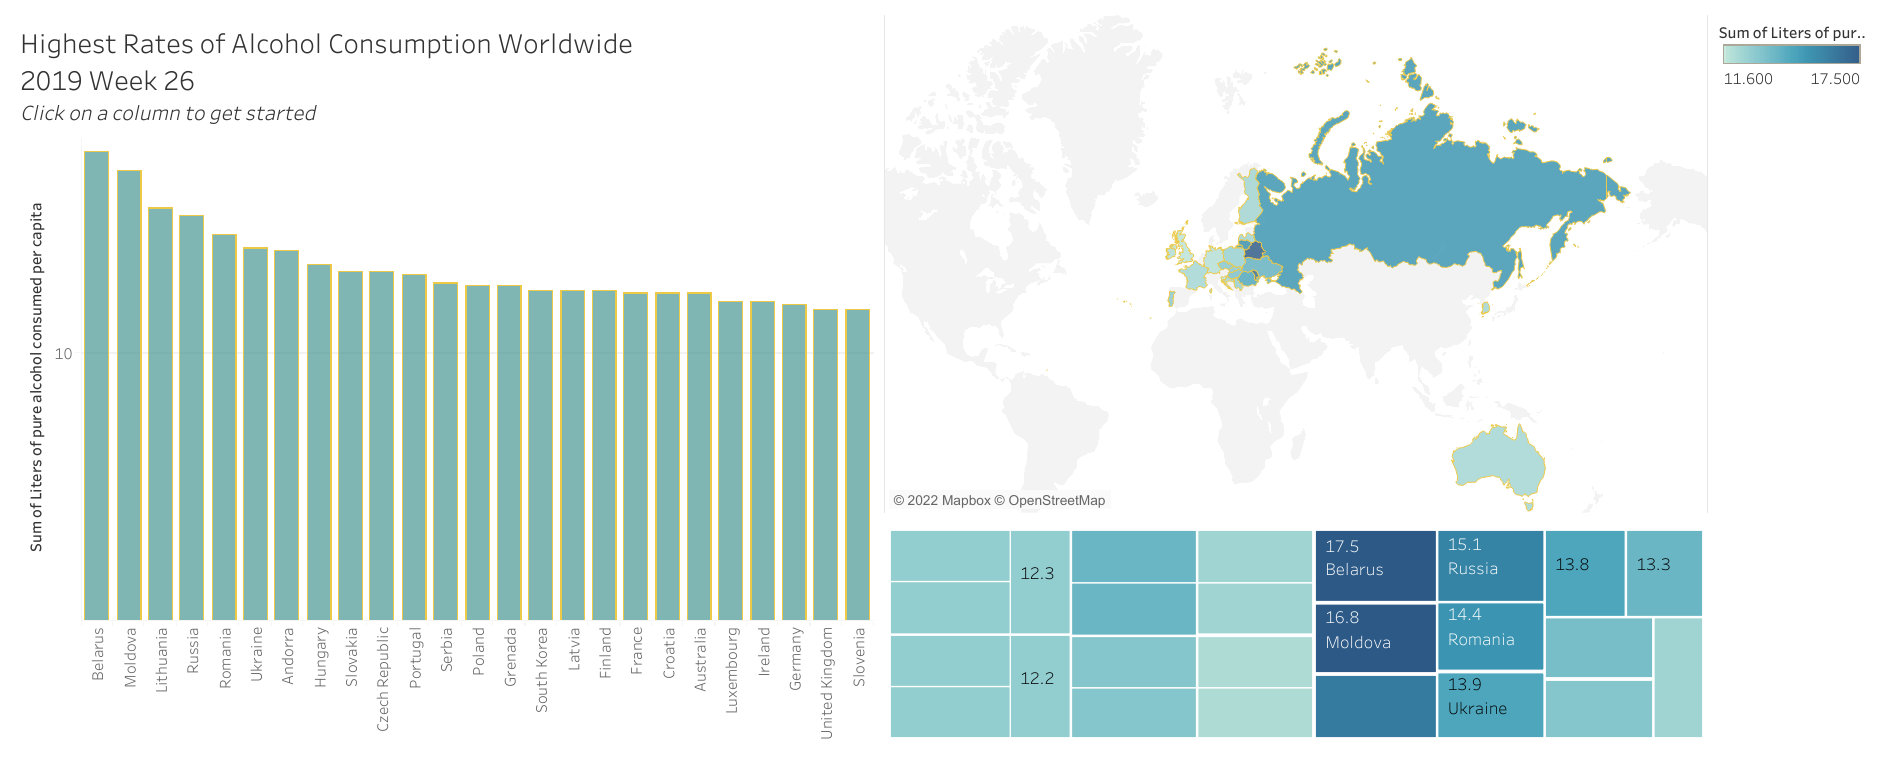 Highest Rates of Alcohol Consumption Worldwide
2019 Week 26
Click on a column to get started
Sum of Liters of pure alcohol consumed per capita
10
Belarus
Moldova
Lithuania
Russia
Romania
Ukraine
Andorra
Hungary
Slovakia
Czech Republic
Portugal
Serbia
Poland
Grenada
South Korea
Latvia
Finland
France
Croatia
Australia
Luxembourg
Ireland
Germany
United Kingdom
Slovenia
© 2022 Mapbox © OpenStreetMap
Sum of Liters of pur..
11.600 17.500
12.3
12.2
17.5
Belarus
16.8
Moldova
15.1
Russia
14.4
Romania
13.9
Ukraine
13.8
13.3